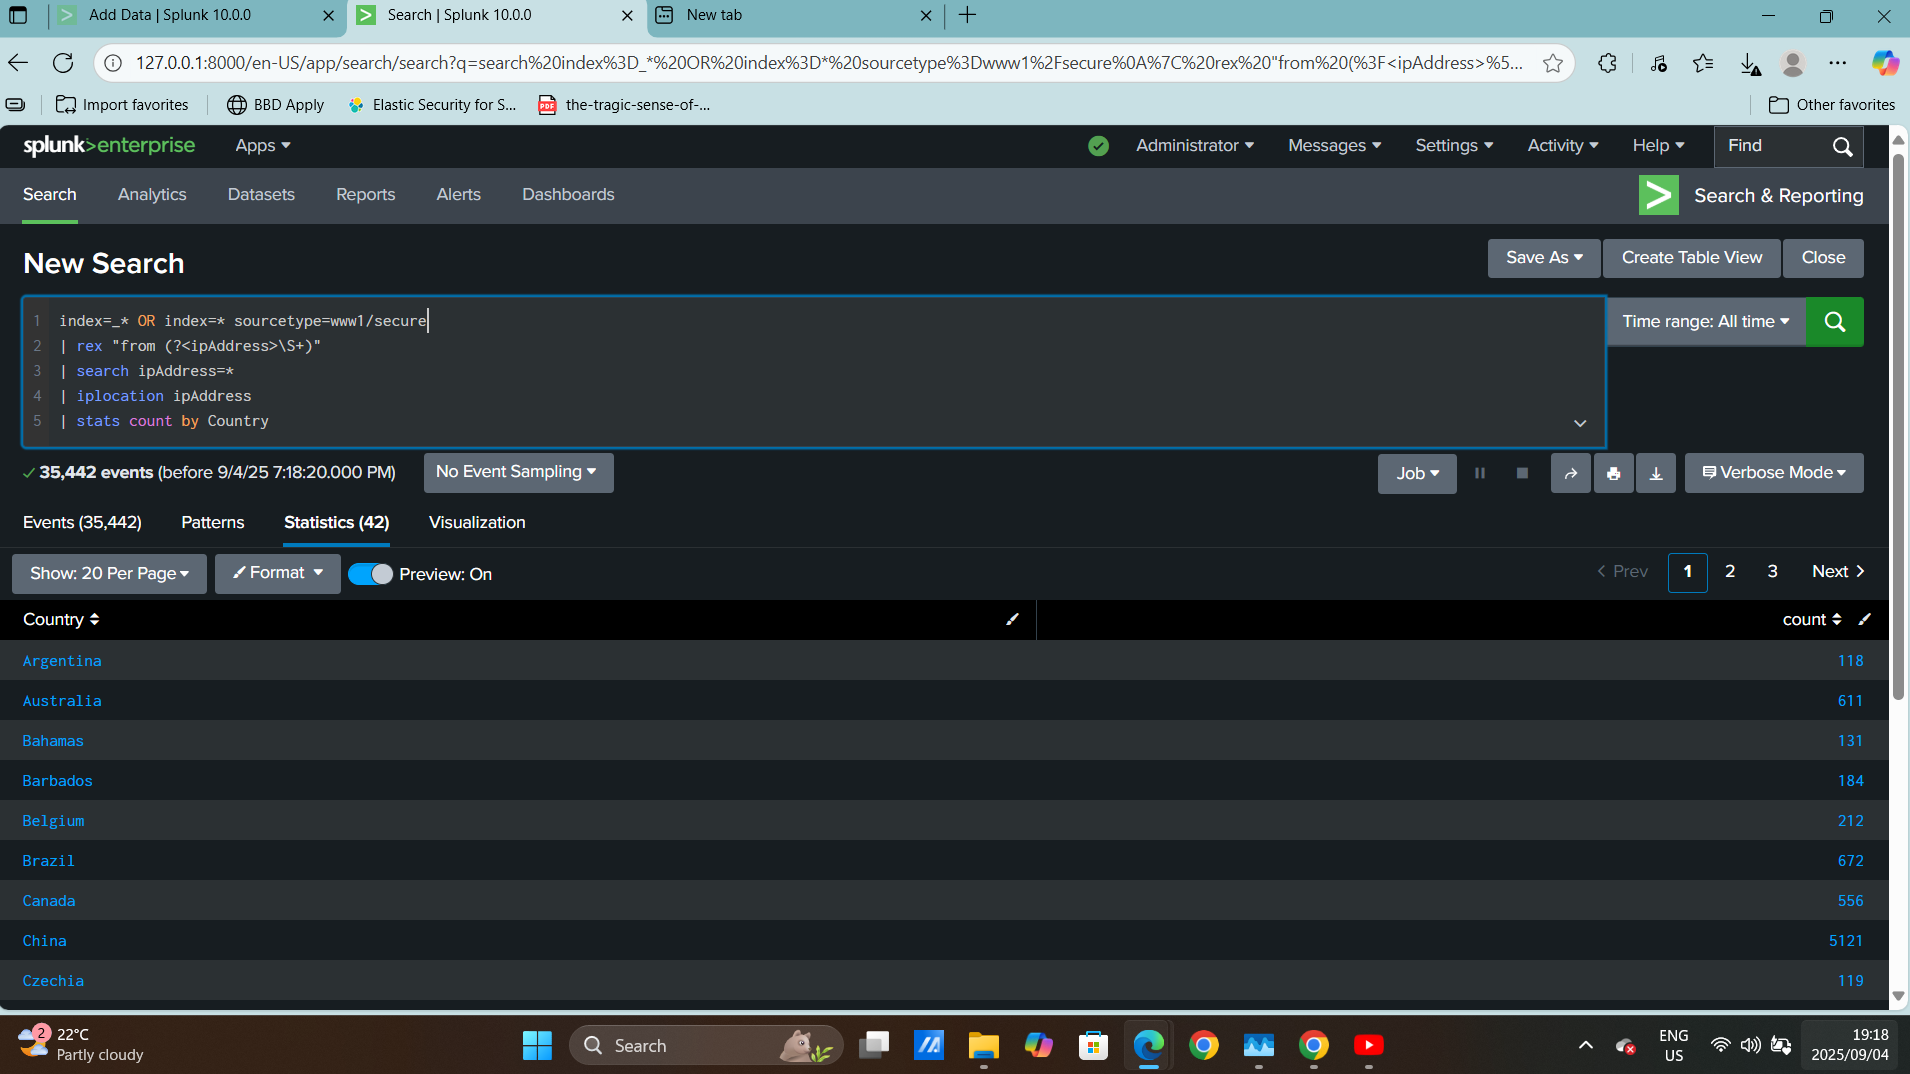 Add Data | Splunk 10.0.0
Search | Splunk 10.0.0
New tab
127.0.0.1:8000/en-US/app/search/search?q=search%20index%3D_*%20OR%20index%3D*%20sourcetype%3Dwww1%2Fsecure%0A%7C%20rex%20"from%20(%3F<ipAddress>%5...
Import favorites
BBD Apply
Elastic Security for S...
PDF
the-tragic-sense-of-...
Other favorites
splunk>enterprise
Apps
Administrator
Messages
Settings
Activity
Help
Find
Search
Analytics
Datasets
Reports
Alerts
Dashboards
Search & Reporting
New Search
Save As
Create Table View
Close
1 index=_* OR index=* sourcetype=www1/secure
2 | rex "from (?<ipAddress>\S+)"
3 | search ipAddress=*
4 | iplocation ipAddress
5 | stats count by Country
Time range: All time
35,442 events (before 9/4/25 7:18:20.000 PM)
No Event Sampling
Job
Verbose Mode
Events (35,442)
Patterns
Statistics (42)
Visualization
Show: 20 Per Page
Format
Preview: On
Prev
1
2
3
Next
Country
count
Argentina 118
Australia 611
Bahamas 131
Barbados 184
Belgium 212
Brazil 672
Canada 556
China 5121
Czechia 119
2
22°C
Partly cloudy
Search
ENG
US
19:18
2025/09/04